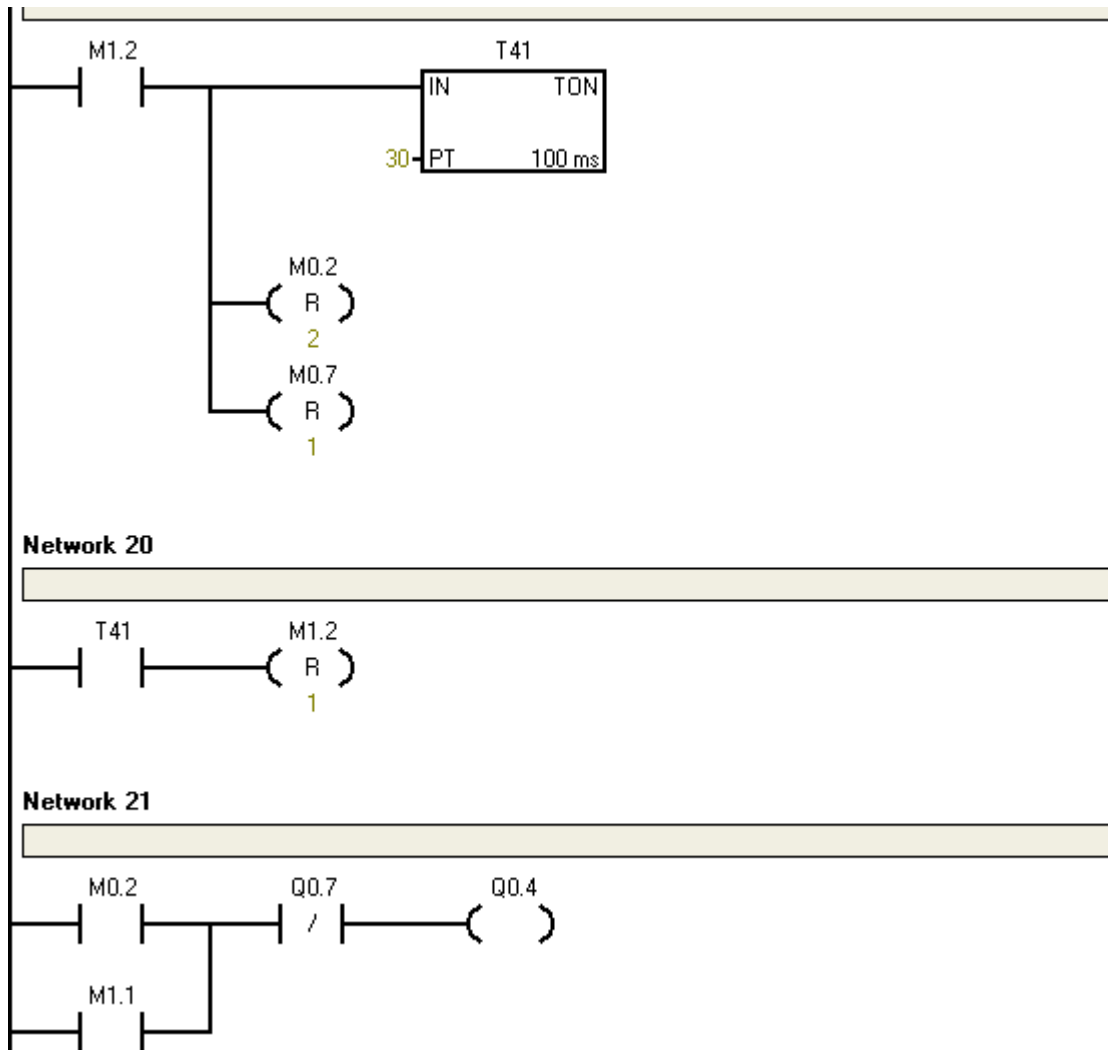 M1.2 T41
IN TON
30 PT 100 ms
M0.2
R
2
M0.7
R
1
Network 20
T41 M1.2
R
1
Network 21
M0.2 Q0.7 Q0.4
/
M1.1